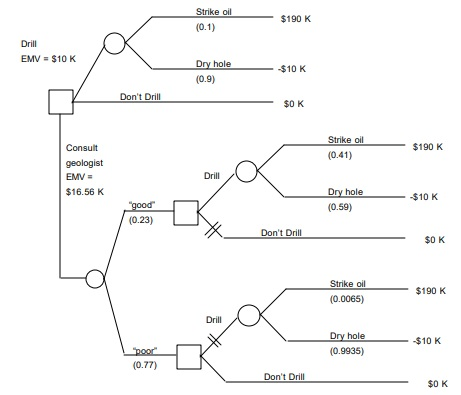 Strike oil
$190 K
(0.1)
Drill
EMV = $10 K
Dry hole
-$10 K
(0.9)
Don't Drill
$0 K
Consult
geologist
EMV =
$16.56 K
Strike oil
$190 K
(0.41)
Drill
Dry hole
-$10 K
(0.59)
"good"
(0.23)
Don't Drill
$0 K
Strike oil
$190 K
(0.0065)
Drill
Dry hole
-$10 K
(0.9935)
"poor"
(0.77)
Don't Drill
$0 K